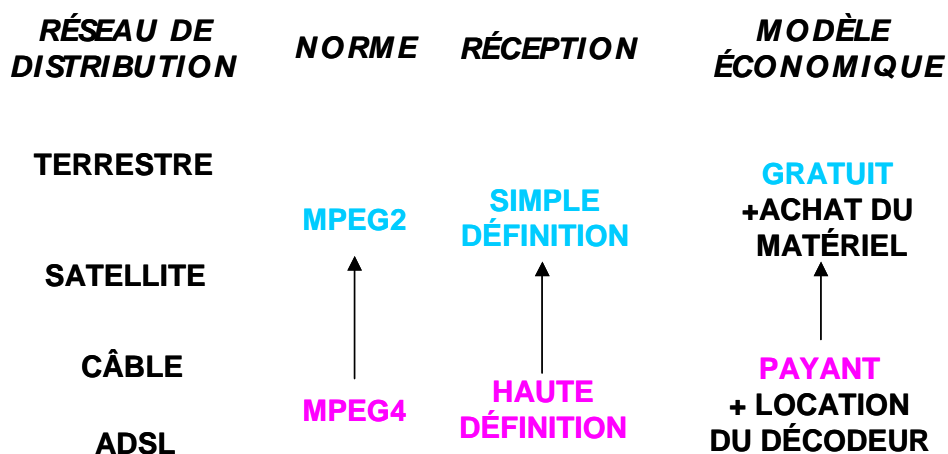 RÉSEAU DE
DISTRIBUTION
NORME
RÉCEPTION
MODÈLE
ÉCONOMIQUE
TERRESTRE
SATELLITE
CÂBLE
ADSL
MPEG2
MPEG4
SIMPLE
DÉFINITION
HAUTE
DÉFINITION
GRATUIT
+ACHAT DU
MATÉRIEL
PAYANT
+ LOCATION
DU DÉCODEUR